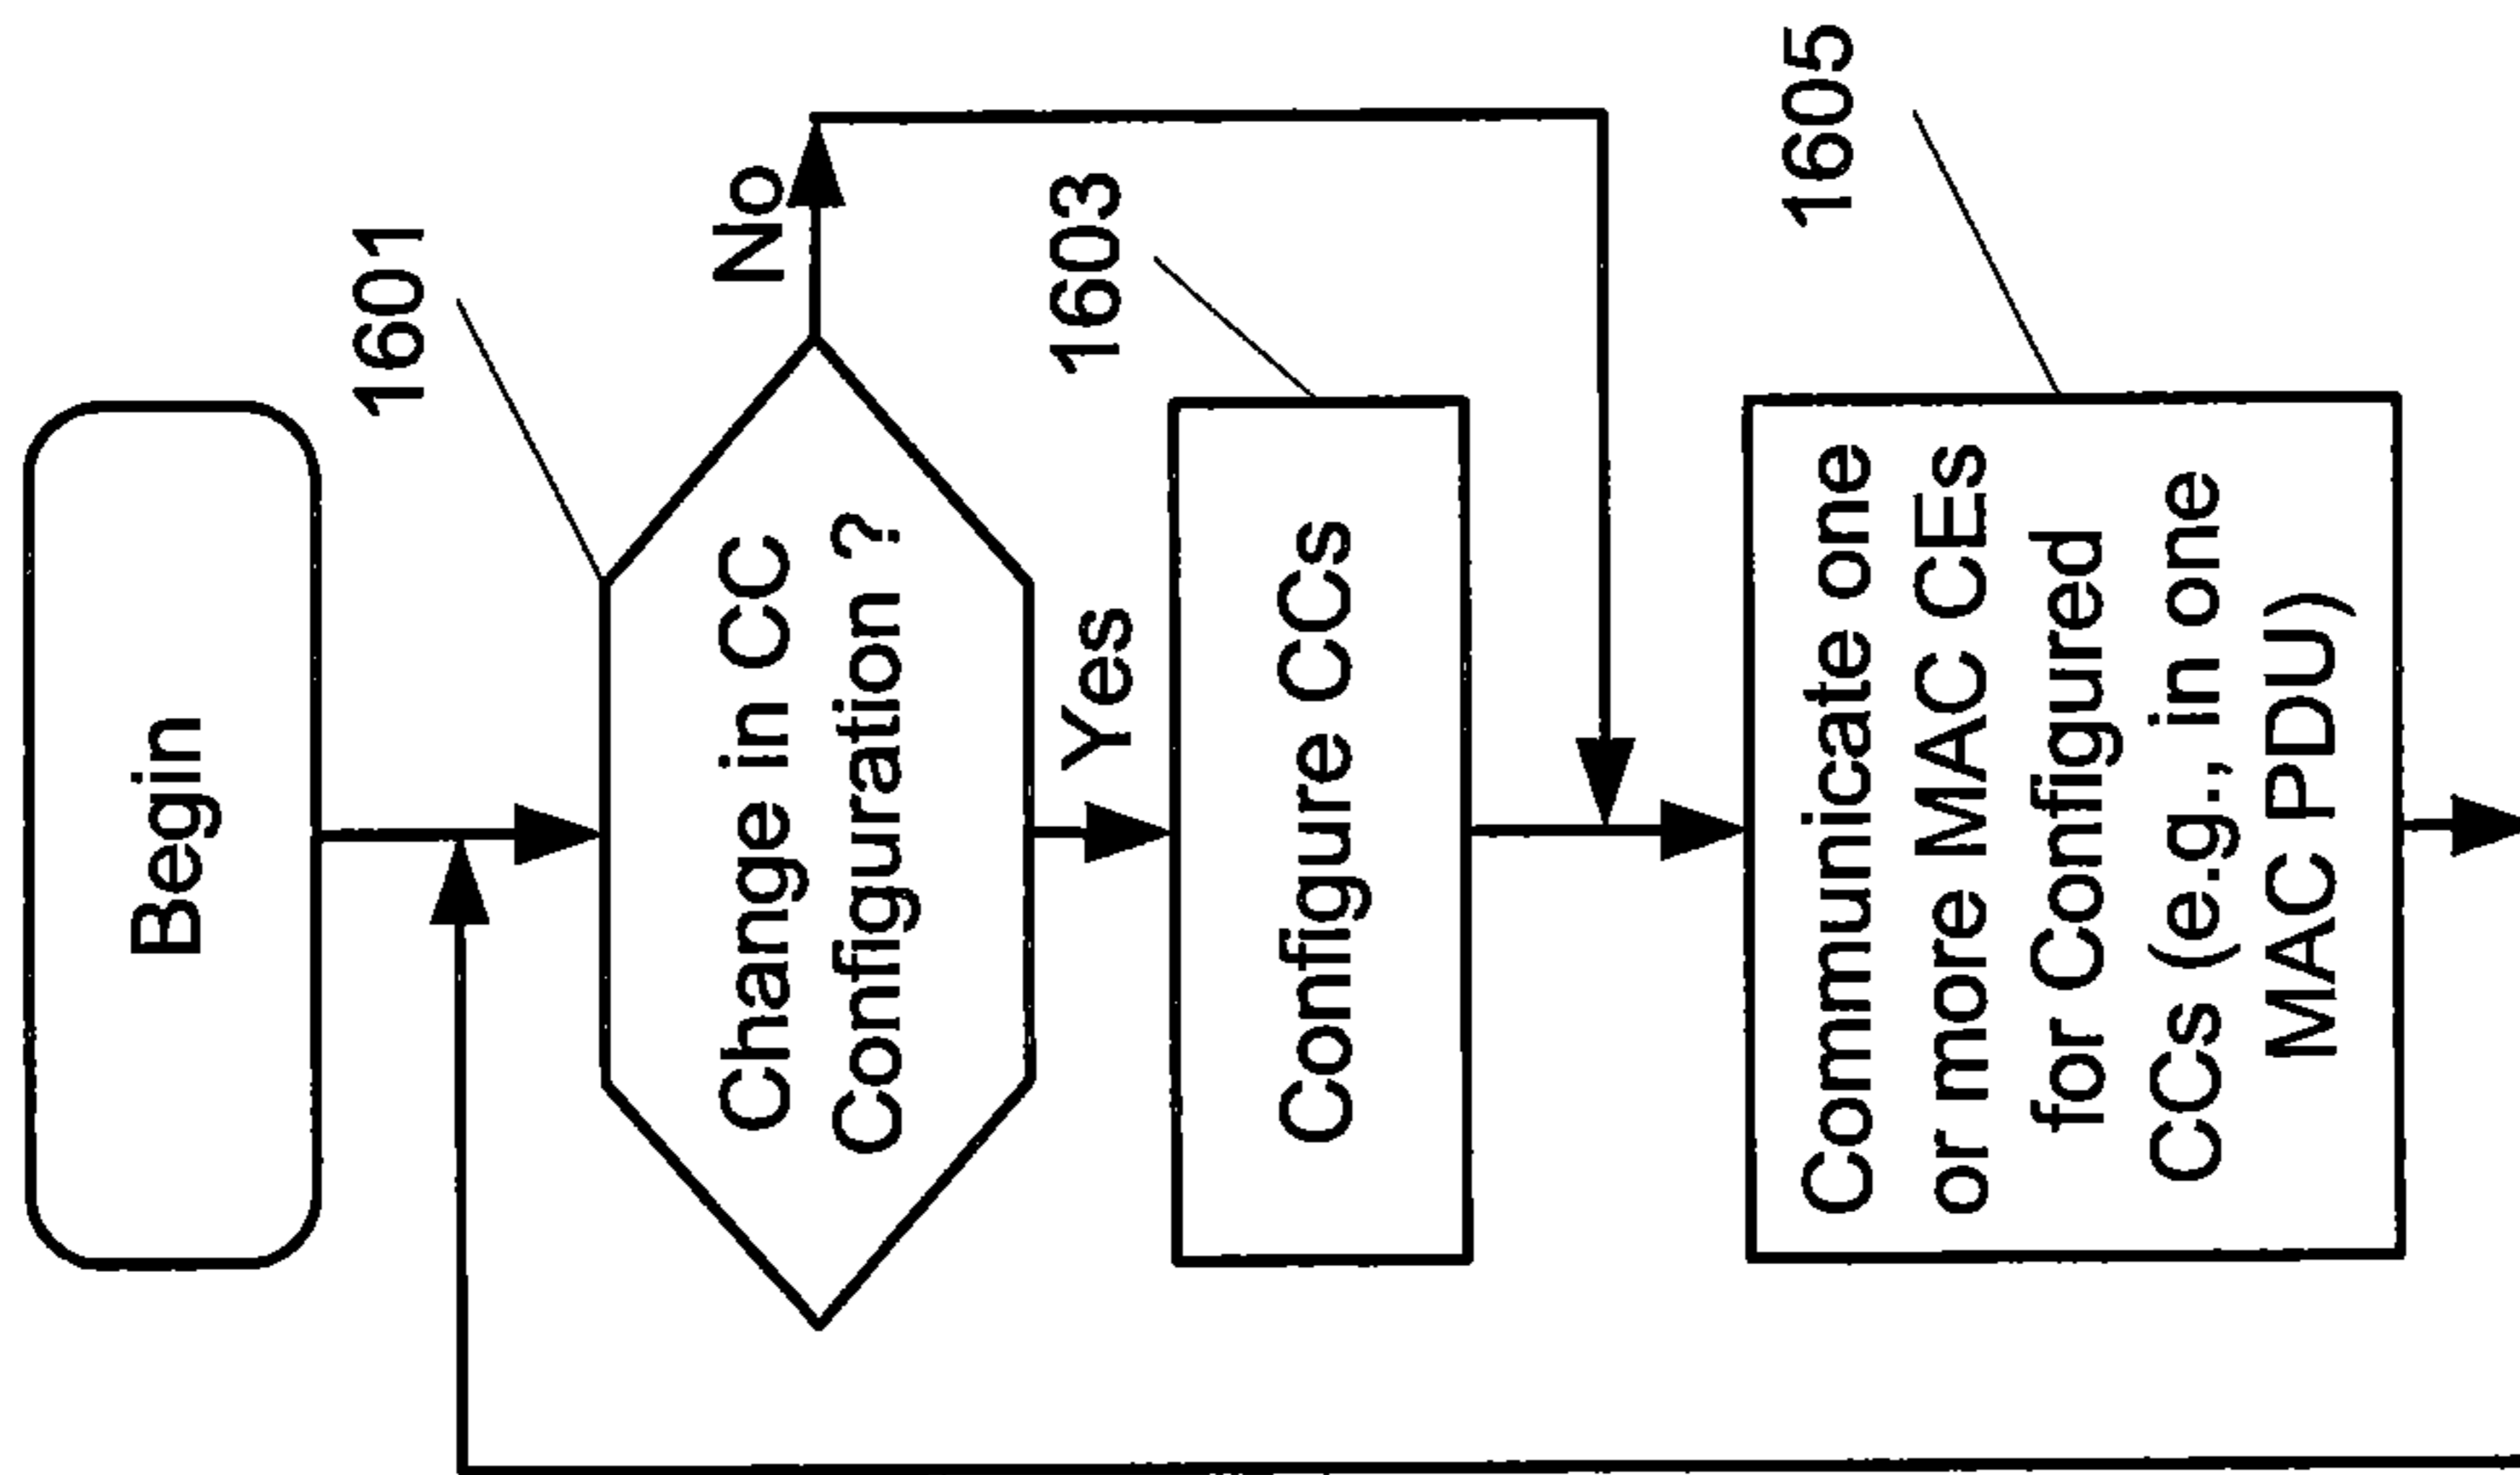 Begin
1601
Change in CC
Configuration ?
No
Yes
1603
Configure CCs
1605
Communicate one
or more MAC CEs
for Configured
CCs (e.g., in one
MAC PDU)